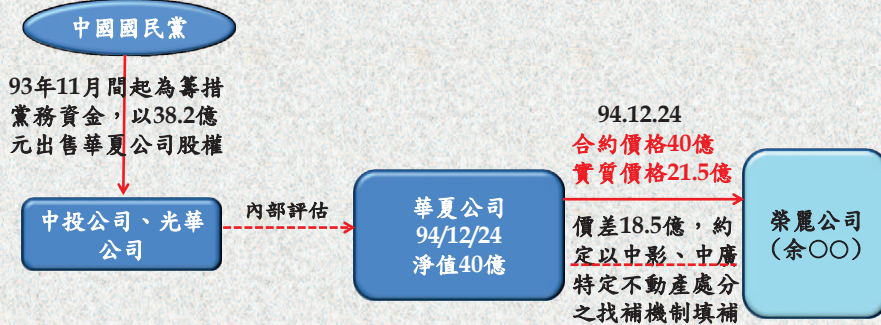 中國國民黨
93年11月間起為籌措
黨務資金，以38.2億
元出售華夏公司股權
中投公司、光華
公司
內部評估
華夏公司
94/12/24
淨值40億
94.12.24
合約價格40億
實質價格21.5億
價差18.5億，約
定以中影、中廣
特定不動產處分
之找補機制填補
榮麗公司
（余○○）